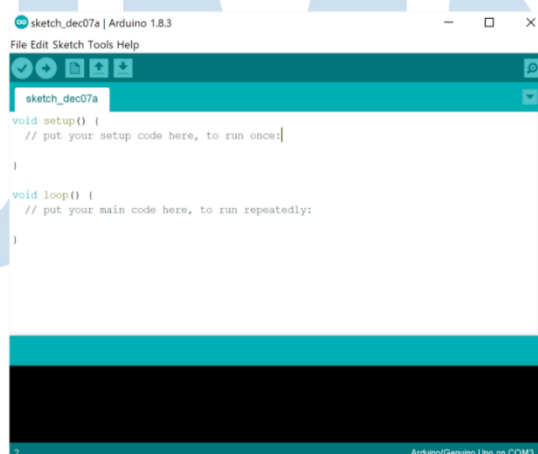 sketch_dec07a | Arduino 1.8.3
File Edit Sketch Tools Help
sketch_dec07a
void setup() {
// put your setup code here, to run once:
}
void loop() {
// put your main code here, to run repeatedly:
}
2 Arduino/Genuino Uno on COM3